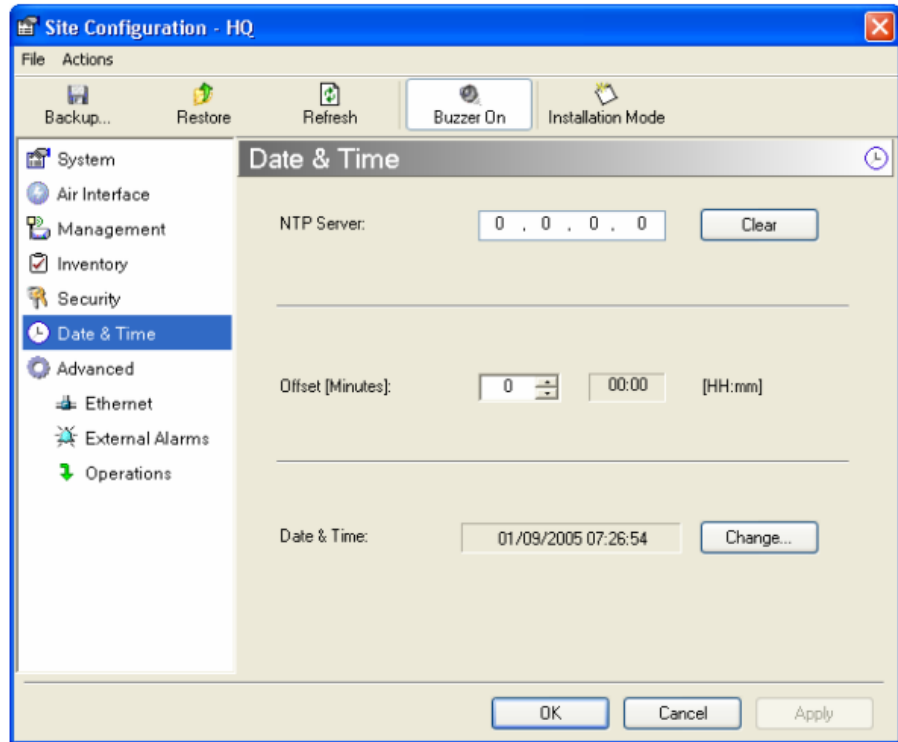 Site Configuration - HQ
File Actions
Backup... Restore Refresh Buzzer On Installation Mode
System
Air Interface
Management
Inventory
Security
Date & Time
Advanced
Ethernet
External Alarms
Operations
Date & Time
NTP Server: 0 . 0 . 0 . 0 Clear
Offset [Minutes]: 0 00:00 [HH:mm]
Date & Time: 01/09/2005 07:26:54 Change...
OK Cancel Apply